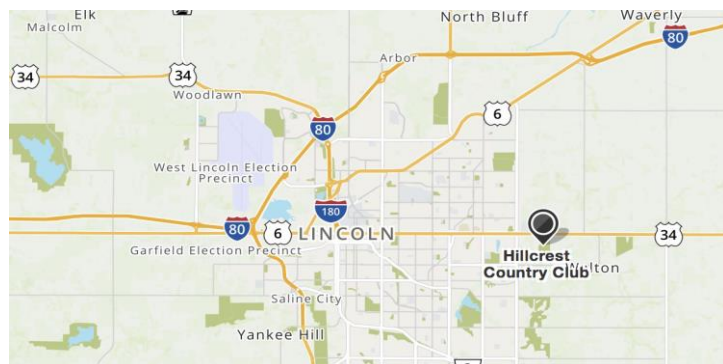 Elk
Malcolm
North Bluff
Waverly
80
34
34
Arbor
Woodlawn
6
80
West Lincoln Election
Precinct
180
80
6
LINCOLN
34
Garfield Election Precinct
Hillcrest
Country Club
Walton
Saline City
Yankee Hill